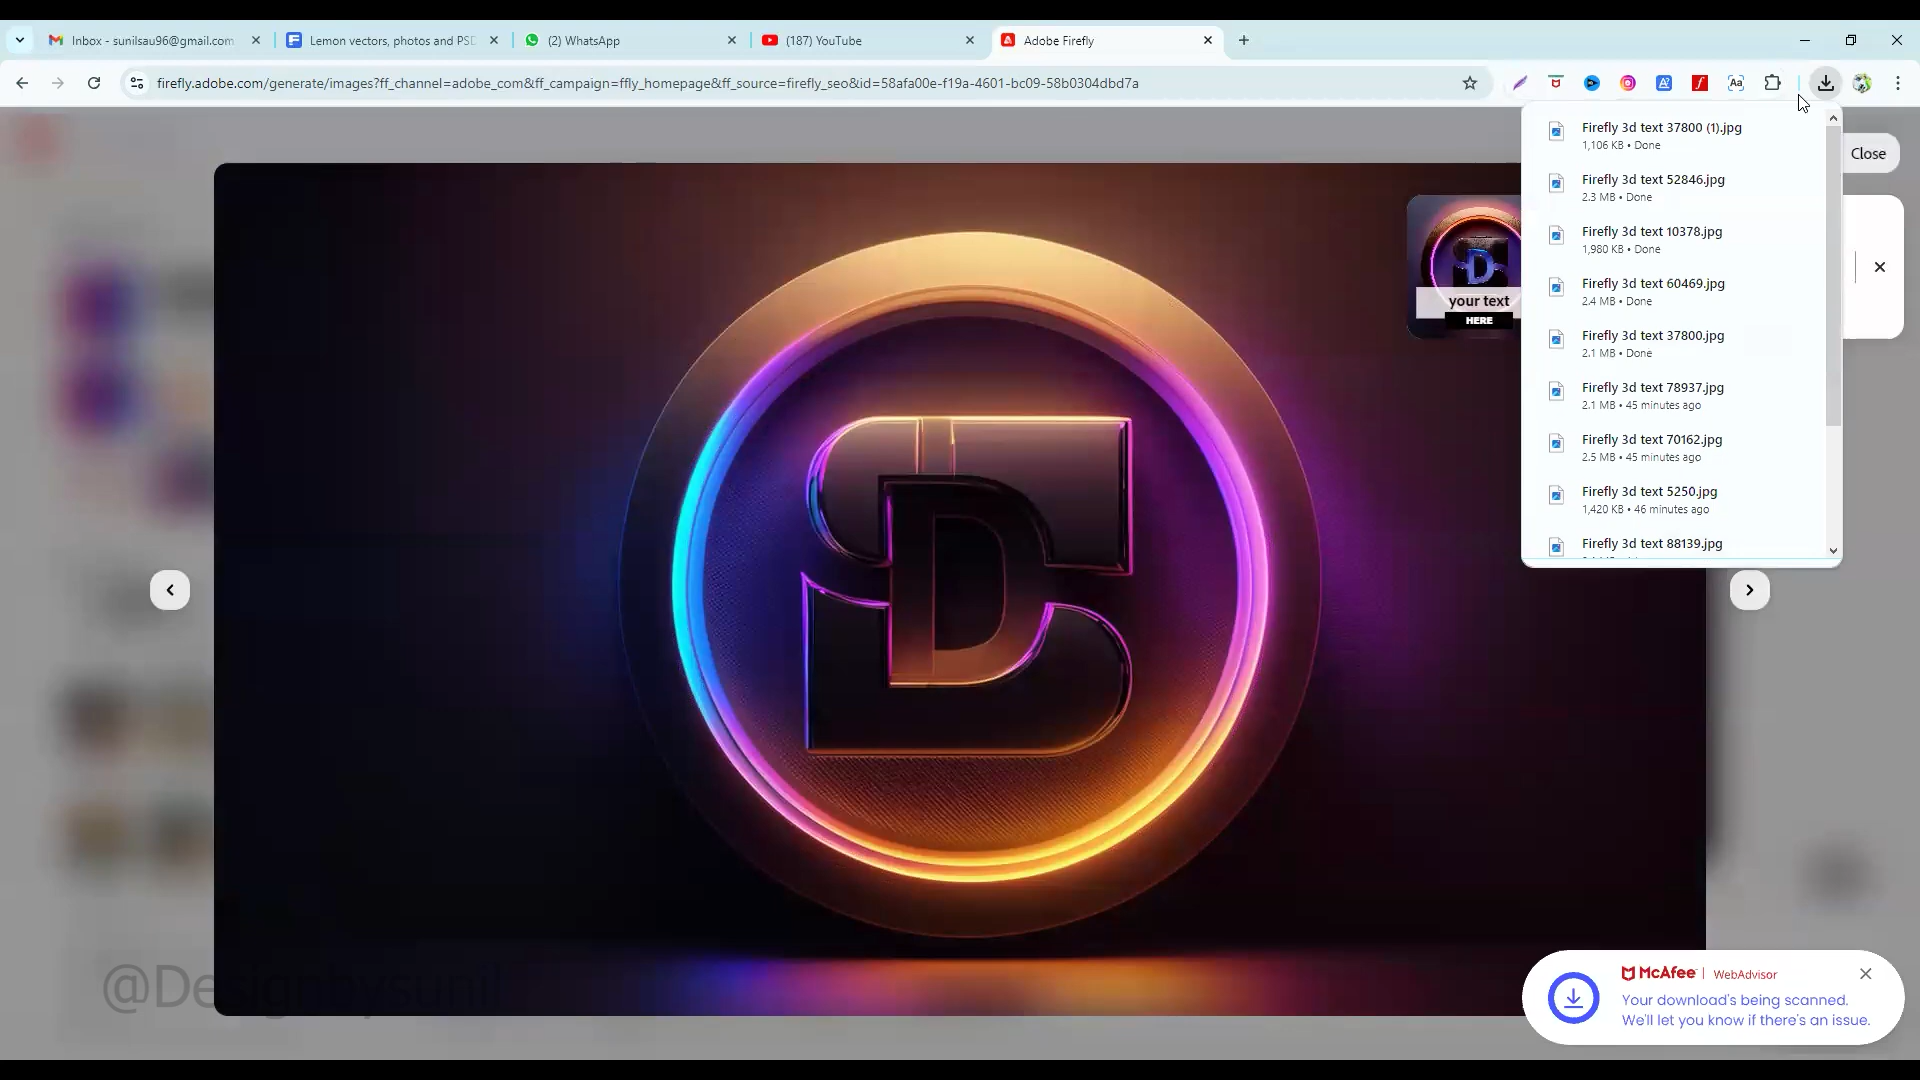 Inbox - sunilsau96@gmail.com
Lemon vectors, photos and PSD
(2) WhatsApp
(187) YouTube
Adobe Firefly
firefly.adobe.com/generate/images?ff_channel=adobe_com&ff_campaign=ffly_homepage&ff_source=firefly_seo&id=58afa00e-f19a-4601-bc09-58b0304dbd7a
Firefly 3d text 37800 (1).jpg
1,106 KB • Done
Close
Firefly 3d text 52846.jpg
2.3 MB • Done
Firefly 3d text 10378.jpg
1,980 KB • Done
Firefly 3d text 60469.jpg
2.4 MB • Done
your text
HERE
Firefly 3d text 37800.jpg
2.1 MB • Done
Firefly 3d text 78937.jpg
2.1 MB • 45 minutes ago
Firefly 3d text 70162.jpg
2.5 MB • 45 minutes ago
Firefly 3d text 5250.jpg
1,420 KB • 46 minutes ago
Firefly 3d text 88139.jpg
SD
@Designbysunil
McAfee | WebAdvisor
Your download's being scanned.
We'll let you know if there's an issue.